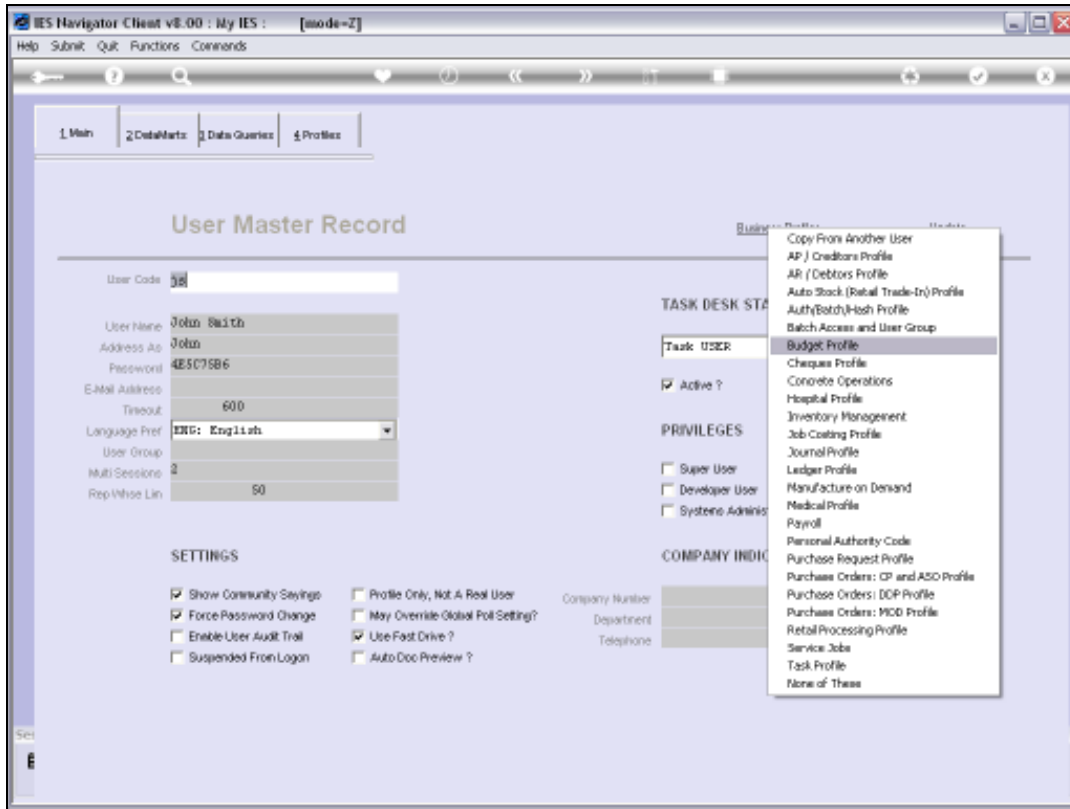 IES Navigator Client v8.00 : My IES : [mode=Z]
Help Submit Quit Functions Commands
1 Main 2 DataMarts 3 Data Queries 4 Profiles
User Master Record
Copy From Another User
AP / Creditors Profile
AR / Debtors Profile
Auto Stock (Retail Trade-In) Profile
Auth/Batch/Hash Profile
Batch Access and User Group
Budget Profile
Cheques Profile
Concrete Operations
Hospital Profile
Inventory Management
Job Costing Profile
Journal Profile
Ledger Profile
Manufacture on Demand
Medical Profile
Payroll
Personal Authority Code
Purchase Request Profile
Purchase Orders: CP and ASO Profile
Purchase Orders: DDP Profile
Purchase Orders: MOD Profile
Retail Processing Profile
Service Jobs
Task Profile
None of These
User Code
User Name John Smith
Address As John
Password 4E5C75B6
E-Mail Address
Timeout 600
Language Pref ENG: English
User Group
Multi Sessions 2
Rep Whse Lim 50
TASK DESK STA
Task USER
Active ?
PRIVILEGES
Super User
Developer User
Systems Adminis
SETTINGS
Show Community Sayings
Force Password Change
Enable User Audit Trail
Suspended From Logon
Profile Only, Not A Real User
May Override Global Poll Setting?
Use Fast Drive ?
Auto Doc Preview ?
COMPANY INDIC
Company Number
Department
Telephone